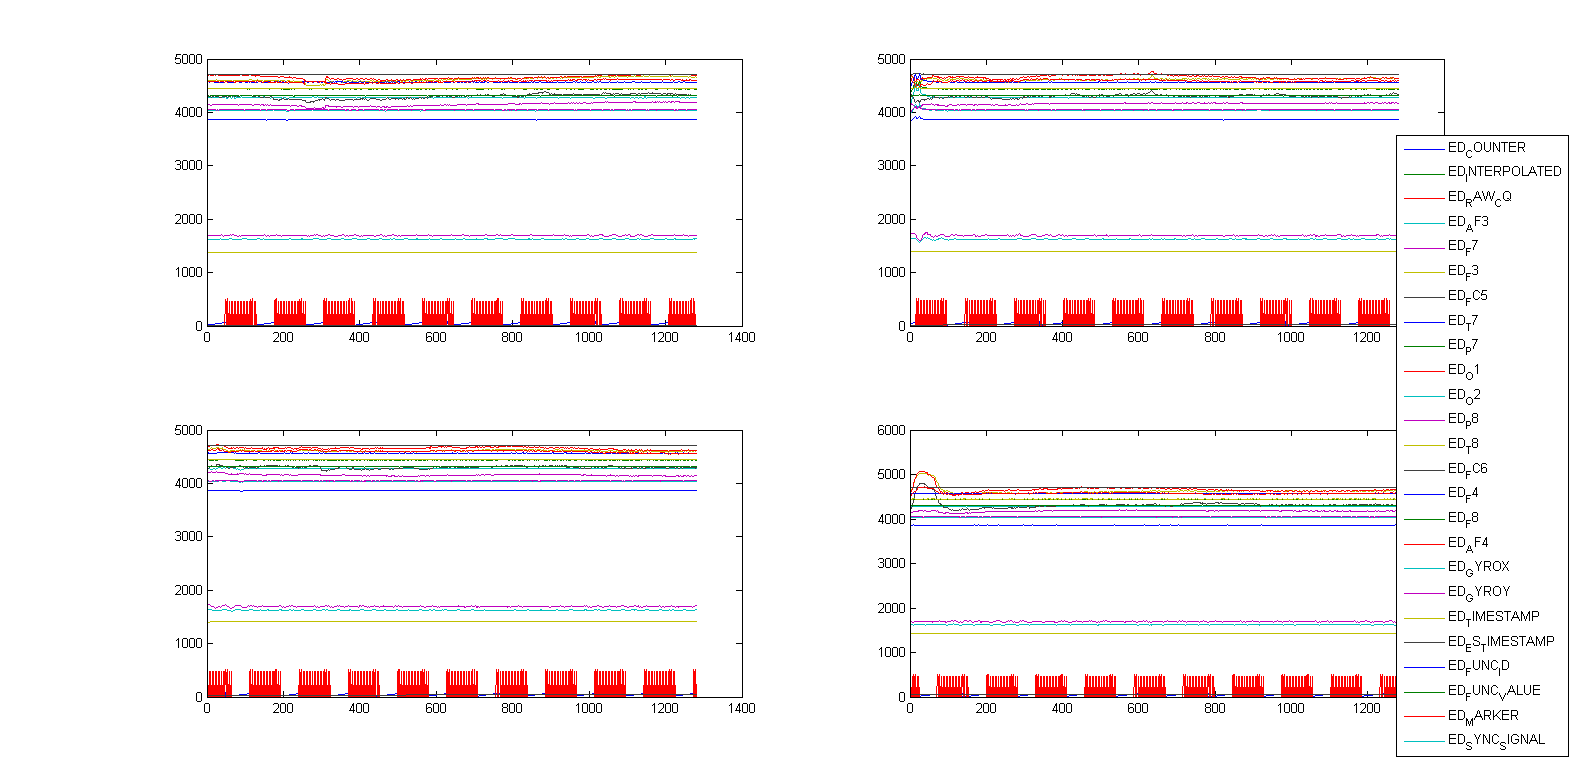 5000
4000
3000
2000
1000
0
0 200 400 600 800 1000 1200 1400
5000
4000
3000
2000
1000
0
0 200 400 600 800 1000 1200
5000
4000
3000
2000
1000
0
0 200 400 600 800 1000 1200 1400
6000
5000
4000
3000
2000
1000
0
0 200 400 600 800 1000 1200
ED_COUNTER
ED_INTERPOLATED
ED_RAW_CQ
ED_AF3
ED_F7
ED_F3
ED_FC5
ED_T7
ED_P7
ED_O1
ED_O2
ED_P8
ED_T8
ED_FC6
ED_F4
ED_F8
ED_AF4
ED_GYROX
ED_GYROY
ED_TIMESTAMP
ED_ES_TIMESTAMP
ED_FUNC_ID
ED_FUNC_VALUE
ED_MARKER
ED_SYNC_SIGNAL